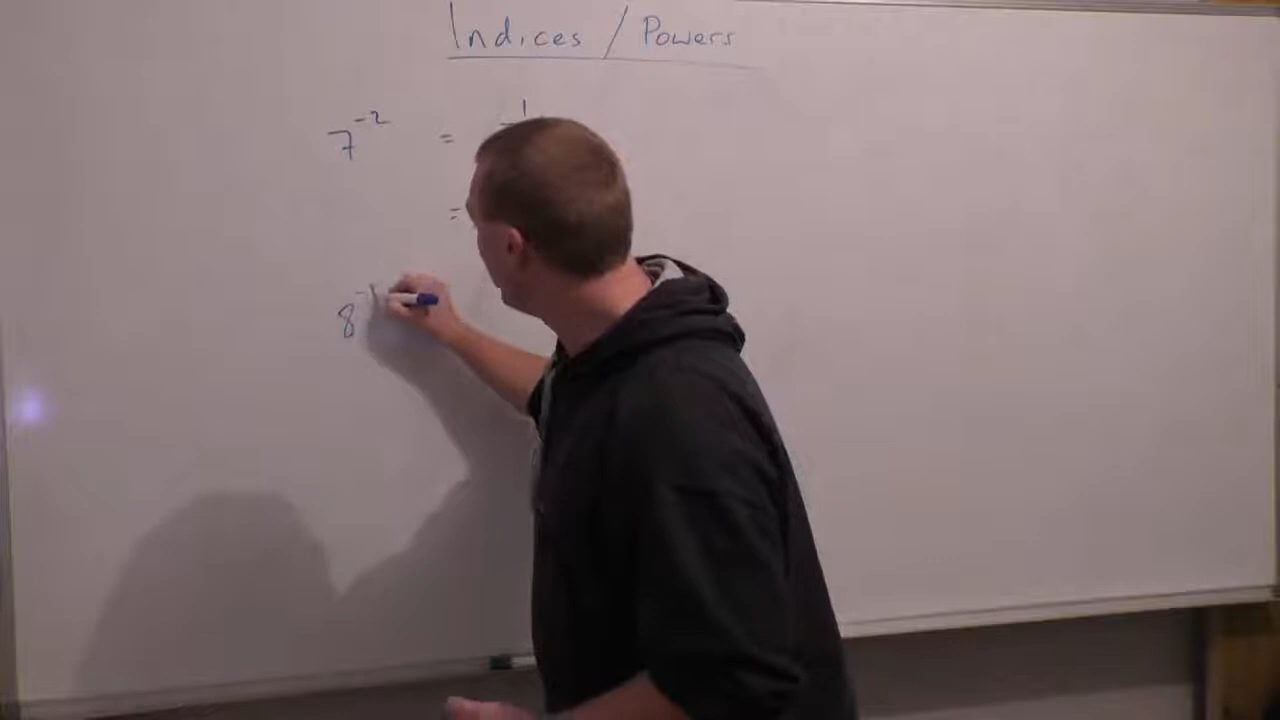 Indices / Powers
7⁻² = 1
=
8⁻